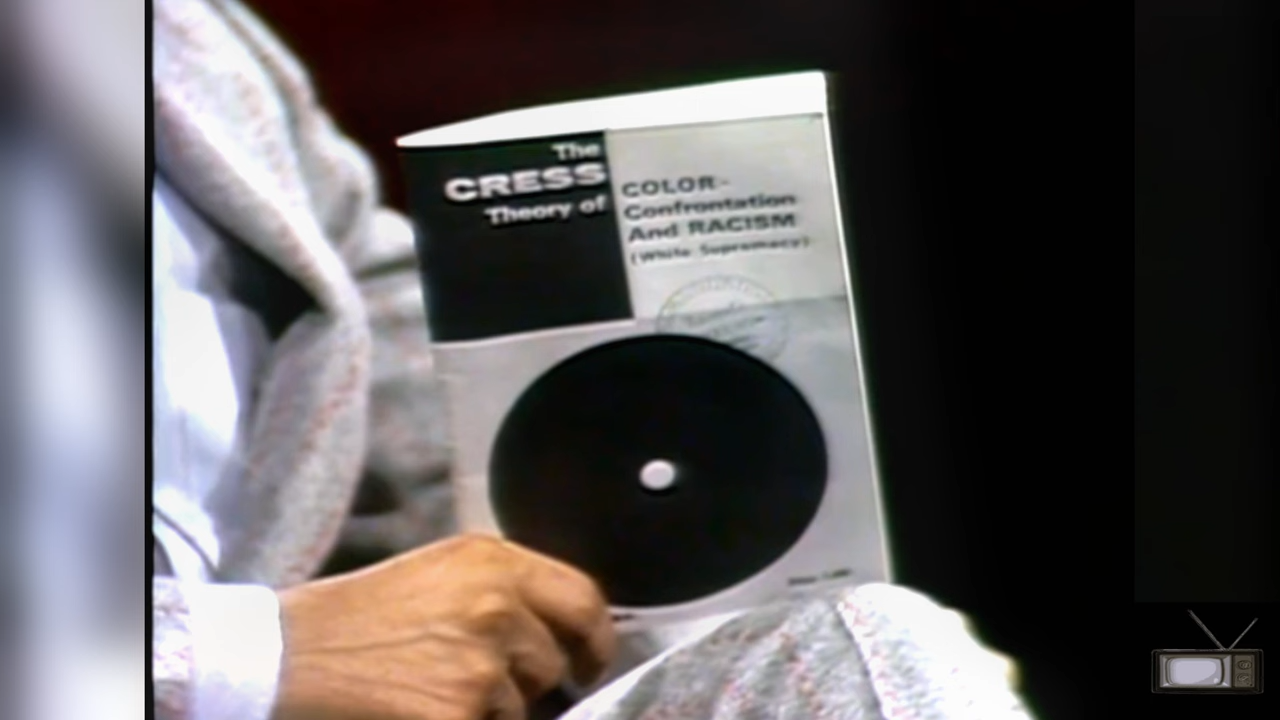 The
CRESS
Theory of
COLOR-
Confrontation
And RACISM
(White Supremacy)